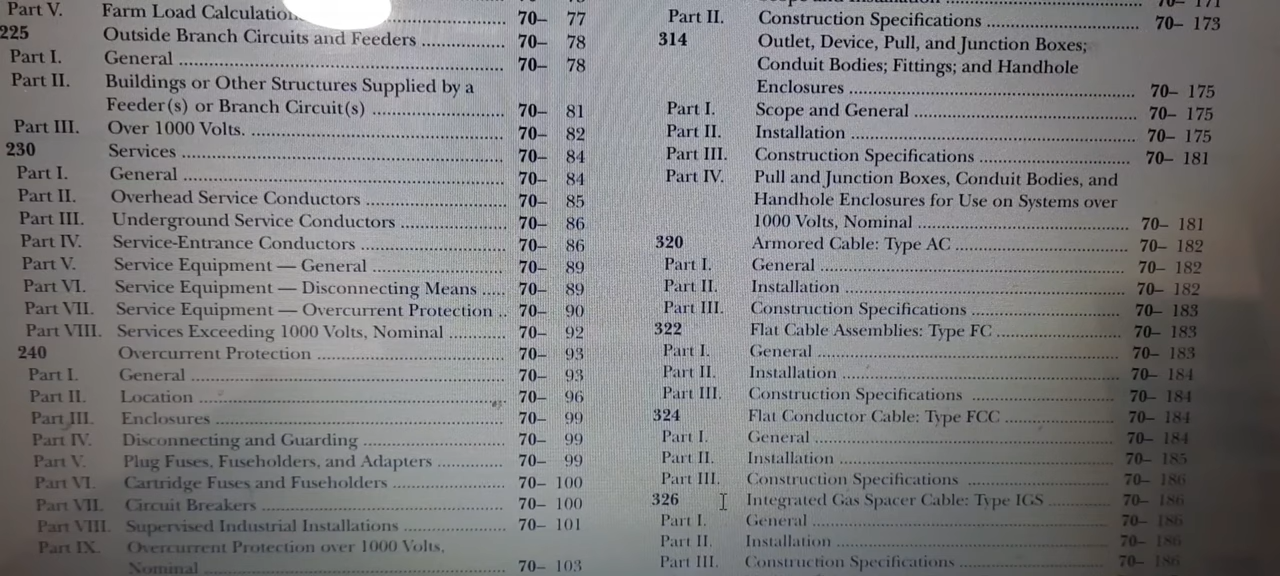 Part V. Farm Load Calculation 70– 77
225 Outside Branch Circuits and Feeders 70– 78
Part I. General 70– 78
Part II. Buildings or Other Structures Supplied by a
Feeder(s) or Branch Circuit(s) 70– 81
Part III. Over 1000 Volts. 70– 82
230 Services 70– 84
Part I. General 70– 84
Part II. Overhead Service Conductors 70– 85
Part III. Underground Service Conductors 70– 86
Part IV. Service-Entrance Conductors 70– 86
Part V. Service Equipment — General 70– 89
Part VI. Service Equipment — Disconnecting Means 70– 89
Part VII. Service Equipment — Overcurrent Protection 70– 90
Part VIII. Services Exceeding 1000 Volts, Nominal 70– 92
240 Overcurrent Protection 70– 93
Part I. General 70– 93
Part II. Location 70– 96
Part III. Enclosures 70– 99
Part IV. Disconnecting and Guarding 70– 99
Part V. Plug Fuses, Fuseholders, and Adapters 70– 99
Part VI. Cartridge Fuses and Fuseholders 70– 100
Part VII. Circuit Breakers 70– 100
Part VIII. Supervised Industrial Installations 70– 101
Part IX. Overcurrent Protection over 1000 Volts,
Nominal 70– 103
70– 171
Part II. Construction Specifications 70– 173
314 Outlet, Device, Pull, and Junction Boxes;
Conduit Bodies; Fittings; and Handhole
Enclosures 70– 175
Part I. Scope and General 70– 175
Part II. Installation 70– 175
Part III. Construction Specifications 70– 181
Part IV. Pull and Junction Boxes, Conduit Bodies, and
Handhole Enclosures for Use on Systems over
1000 Volts, Nominal 70– 181
320 Armored Cable: Type AC 70– 182
Part I. General 70– 182
Part II. Installation 70– 182
Part III. Construction Specifications 70– 183
322 Flat Cable Assemblies: Type FC 70– 183
Part I. General 70– 183
Part II. Installation 70– 184
Part III. Construction Specifications 70– 184
324 Flat Conductor Cable: Type FCC 70– 184
Part I. General 70– 184
Part II. Installation 70– 185
Part III. Construction Specifications 70– 186
326 Integrated Gas Spacer Cable: Type IGS 70– 186
Part I. General 70– 186
Part II. Installation 70– 186
Part III. Construction Specifications 70– 186